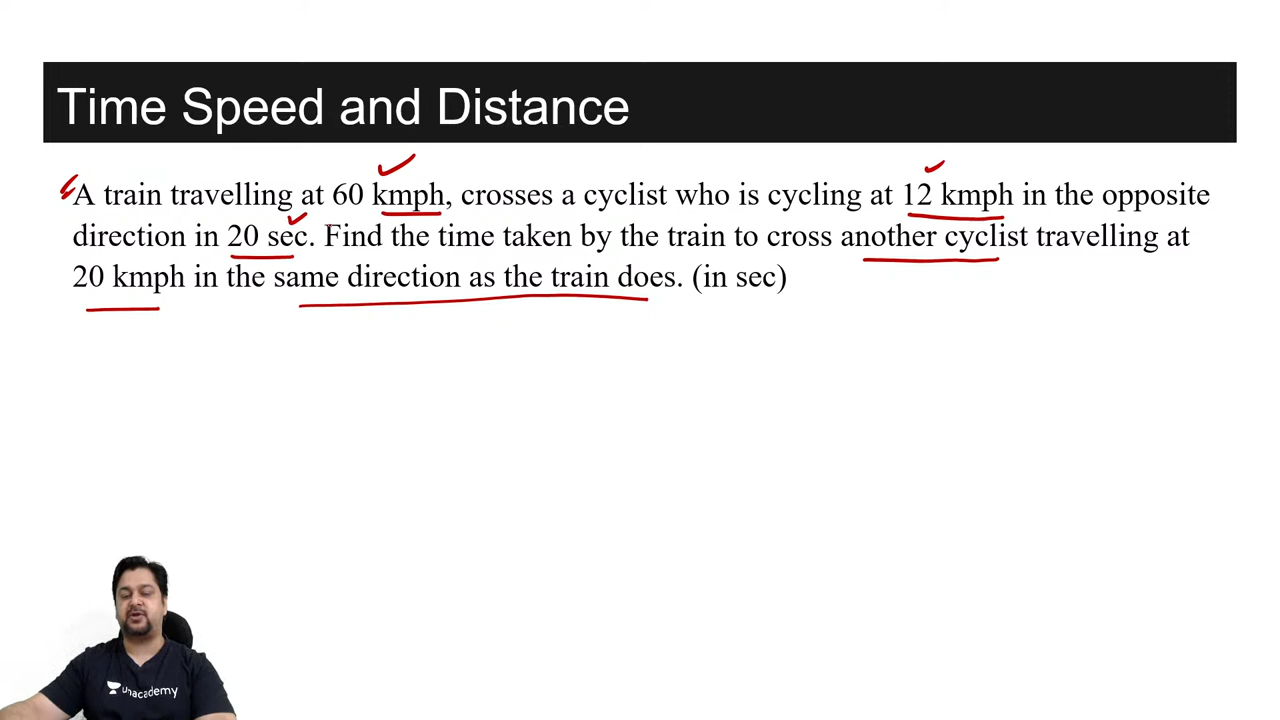 Time Speed and Distance
A train travelling at 60 kmph, crosses a cyclist who is cycling at 12 kmph in the opposite
direction in 20 sec. Find the time taken by the train to cross another cyclist travelling at
20 kmph in the same direction as the train does. (in sec)
unacademy